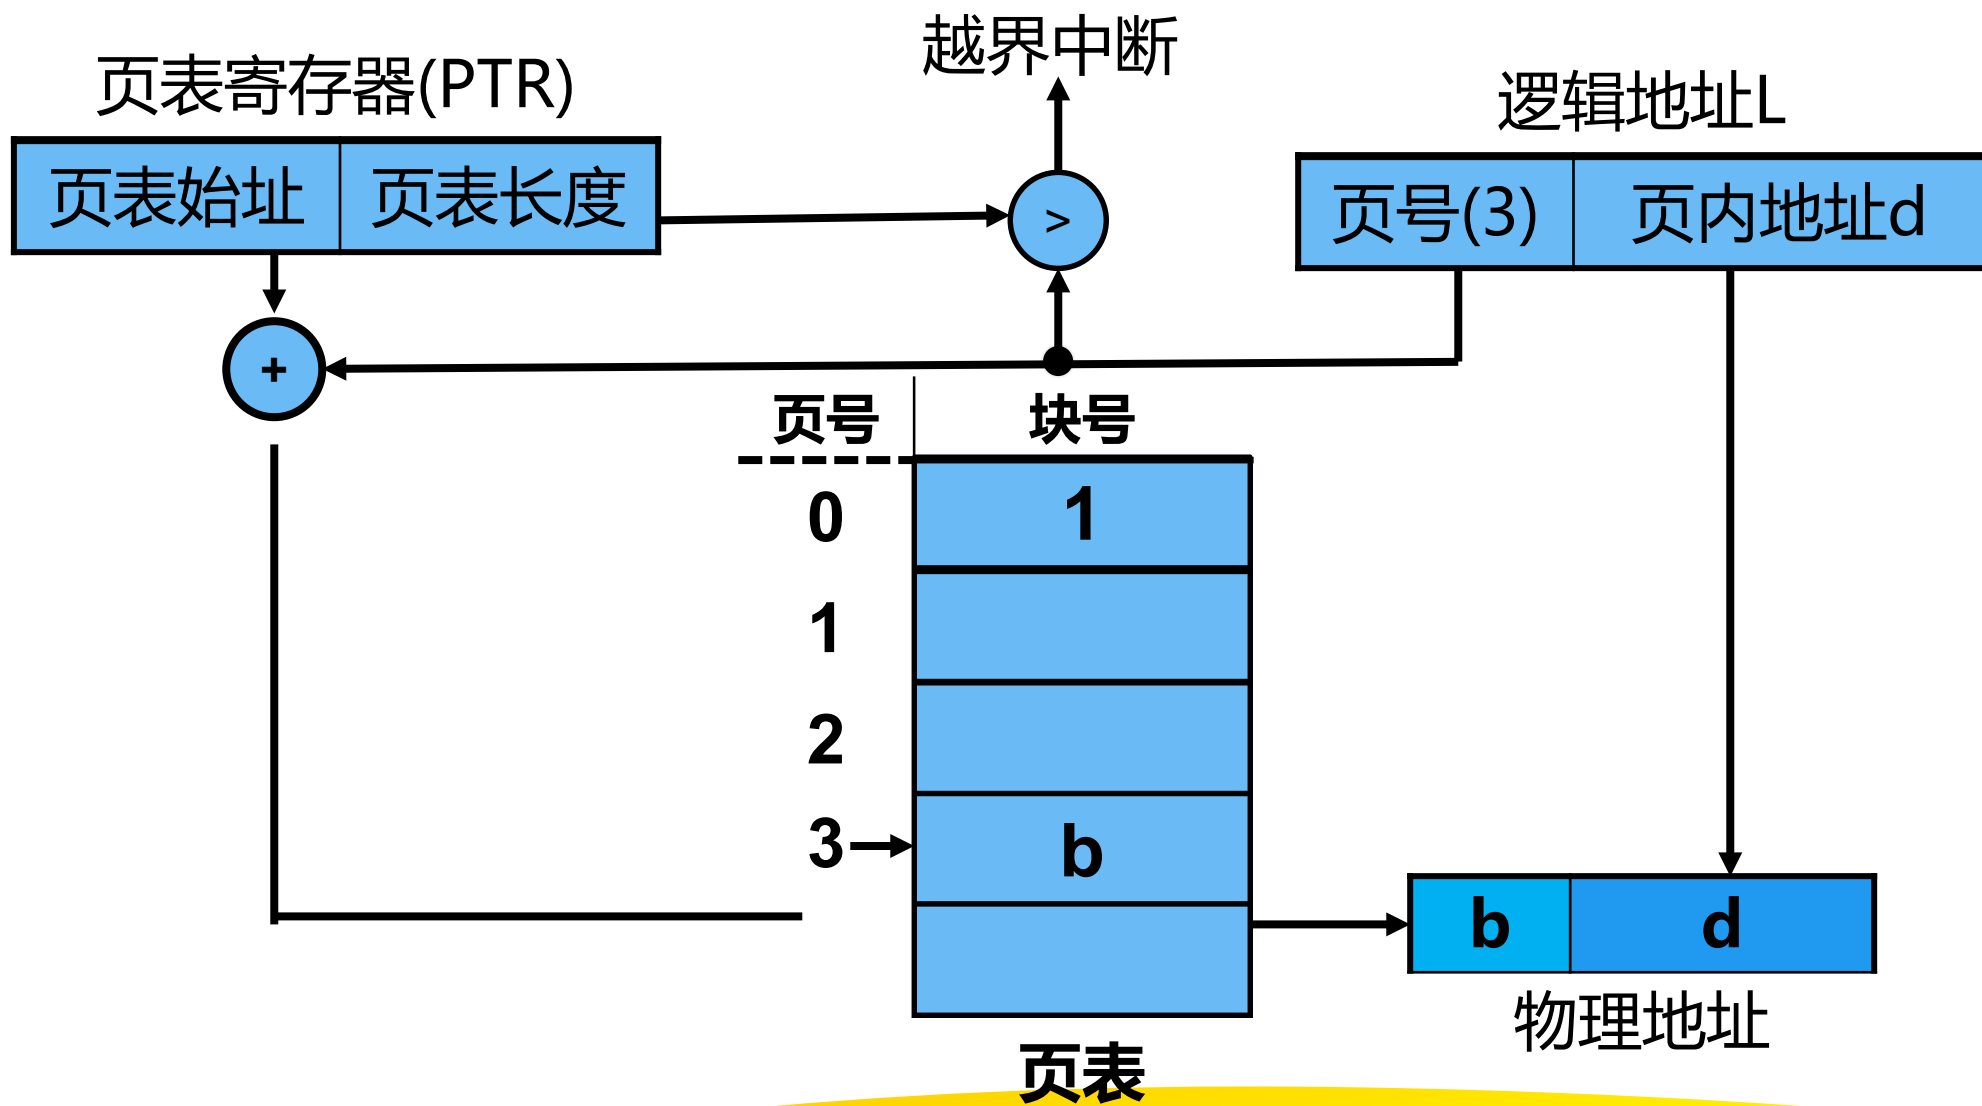 越界中断
页表寄存器(PTR)
逻辑地址L
页表始址 页表长度
>
页号(3) 页内地址d
+
页号 块号
0 1
1
2
3 b
b d
物理地址
页表